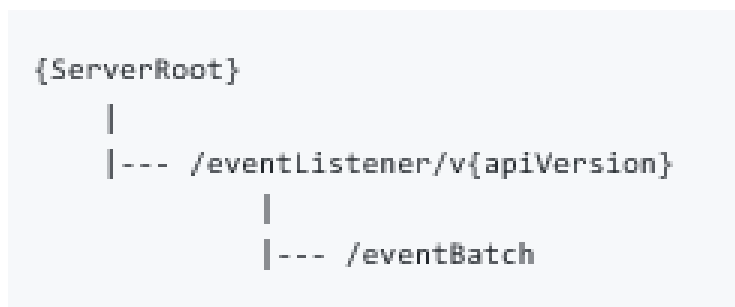 {ServerRoot}
|
|--- /eventListener/v{apiVersion}
|
|--- /eventBatch